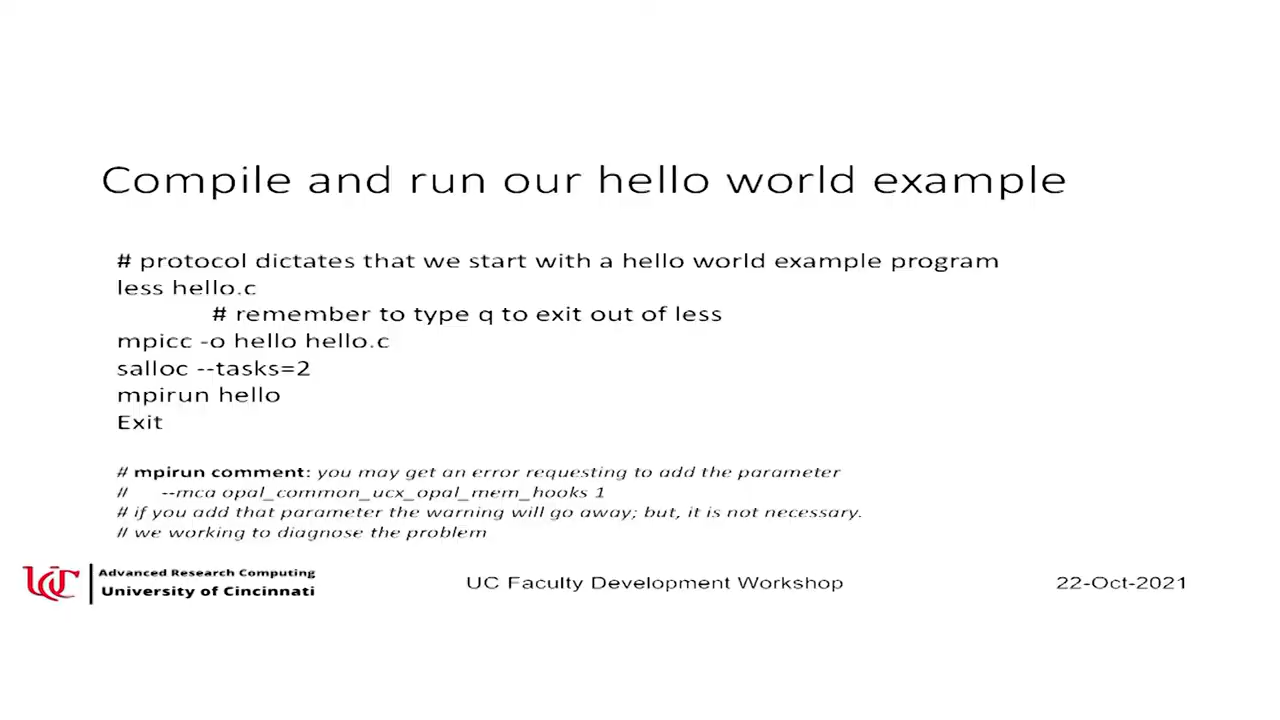 Compile and run our hello world example
# protocol dictates that we start with a hello world example program
less hello.c
# remember to type q to exit out of less
mpicc -o hello hello.c
salloc --tasks=2
mpirun hello
Exit
# mpirun comment: you may get an error requesting to add the parameter
# --mca opal_common_ucx_opal_mem_hooks 1
# if you add that parameter the warning will go away; but, it is not necessary.
# we working to diagnose the problem
UC
Advanced Research Computing
University of Cincinnati
UC Faculty Development Workshop
22-Oct-2021